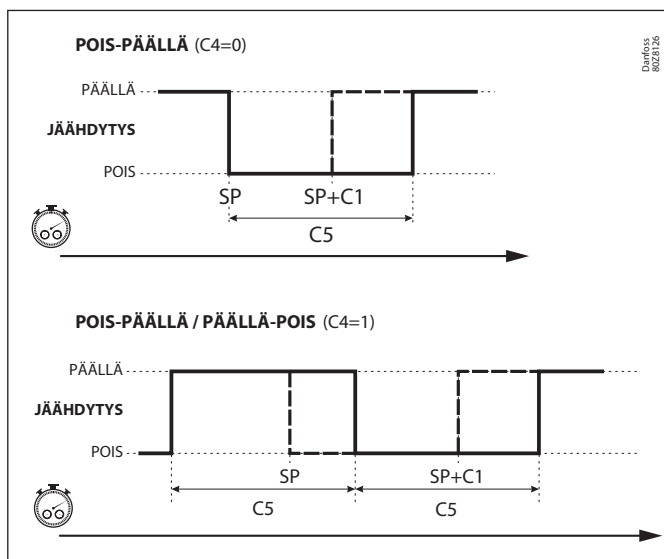 POIS-PÄÄLLÄ (C4=0)
Danfoss
80Z8126
PÄÄLLÄ
JÄÄHDYTYS
POIS
SP
SP+C1
C5
POIS-PÄÄLLÄ / PÄÄLLÄ-POIS (C4=1)
PÄÄLLÄ
JÄÄHDYTYS
POIS
SP
SP+C1
C5
C5